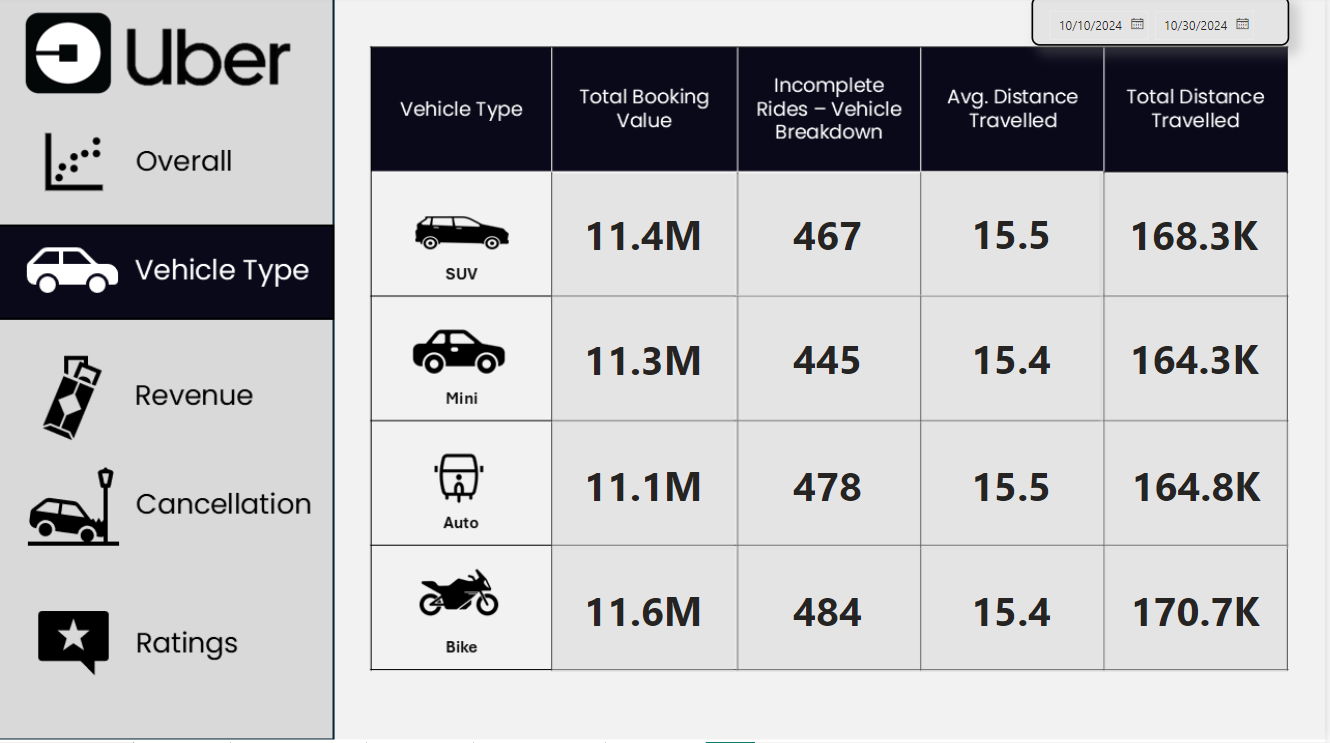 Uber
Overall
Vehicle Type
Revenue
Cancellation
Ratings
10/10/2024 10/30/2024
Vehicle Type
Total Booking
Value
Incomplete
Rides – Vehicle
Breakdown
Avg. Distance
Travelled
Total Distance
Travelled
SUV
11.4M 467 15.5 168.3K
Mini
11.3M 445 15.4 164.3K
Auto
11.1M 478 15.5 164.8K
Bike
11.6M 484 15.4 170.7K